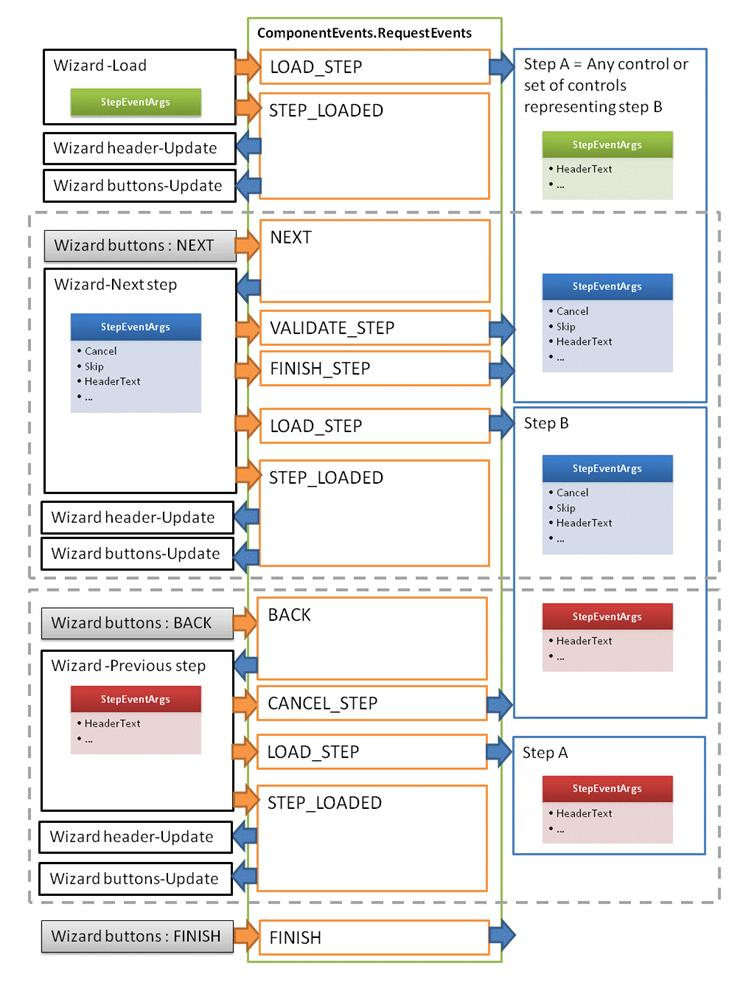 ComponentEvents.RequestEvents
Wizard -Load
StepEventArgs
LOAD_STEP
STEP_LOADED
Wizard header-Update
Wizard buttons-Update
Step A = Any control or
set of controls
representing step B
StepEventArgs
• HeaderText
• ...
Wizard buttons : NEXT
NEXT
Wizard-Next step
StepEventArgs
• Cancel
• Skip
• HeaderText
• ...
VALIDATE_STEP
FINISH_STEP
StepEventArgs
• Cancel
• Skip
• HeaderText
• ...
LOAD_STEP
STEP_LOADED
Wizard header-Update
Wizard buttons-Update
Step B
StepEventArgs
• Cancel
• Skip
• HeaderText
• ...
Wizard buttons : BACK
BACK
Wizard -Previous step
StepEventArgs
• HeaderText
• ...
CANCEL_STEP
StepEventArgs
• HeaderText
• ...
LOAD_STEP
STEP_LOADED
Wizard header-Update
Wizard buttons-Update
Step A
StepEventArgs
• HeaderText
• ...
Wizard buttons : FINISH
FINISH